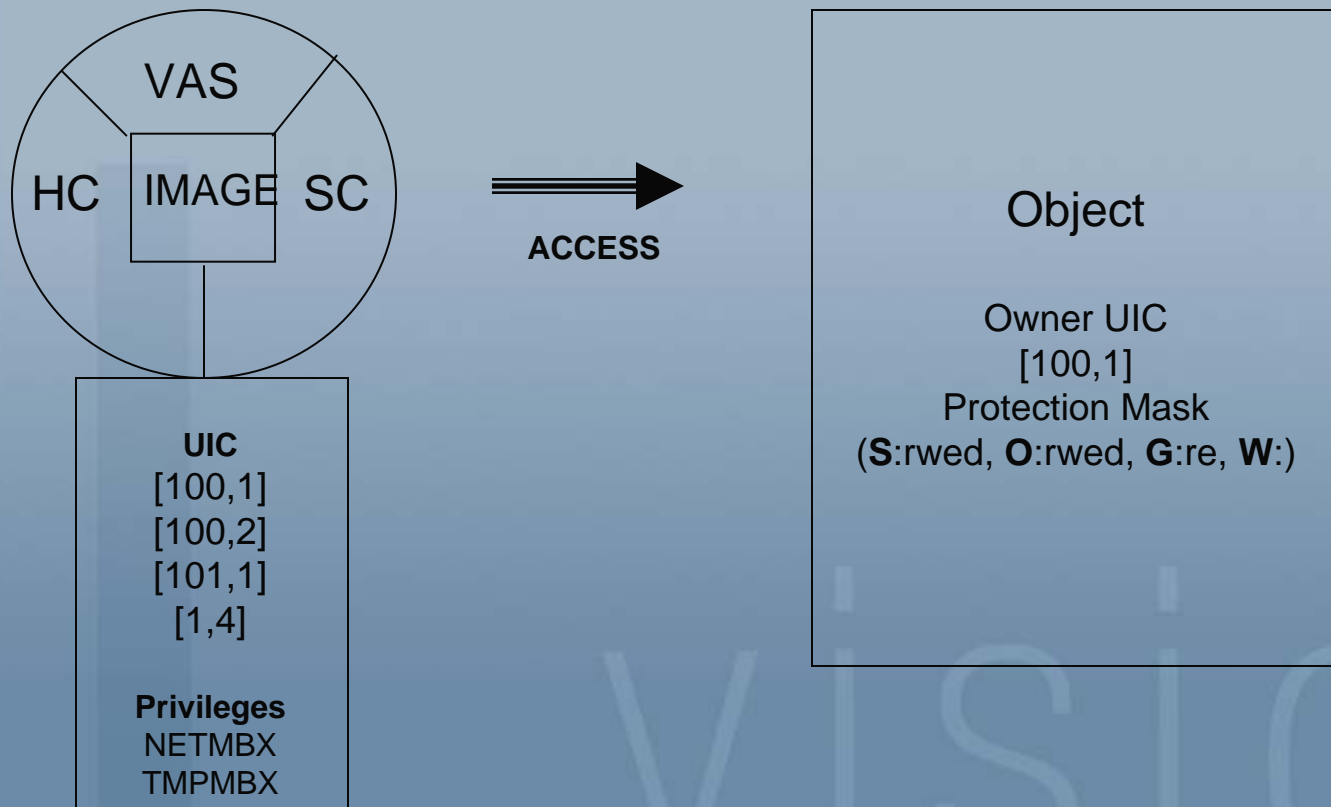 VAS
HC
IMAGE
SC
ACCESS
UIC
[100,1]
[100,2]
[101,1]
[1,4]
Privileges
NETMBX
TMPMBX
Object
Owner UIC
[100,1]
Protection Mask
(S:rwed, O:rwed, G:re, W:)